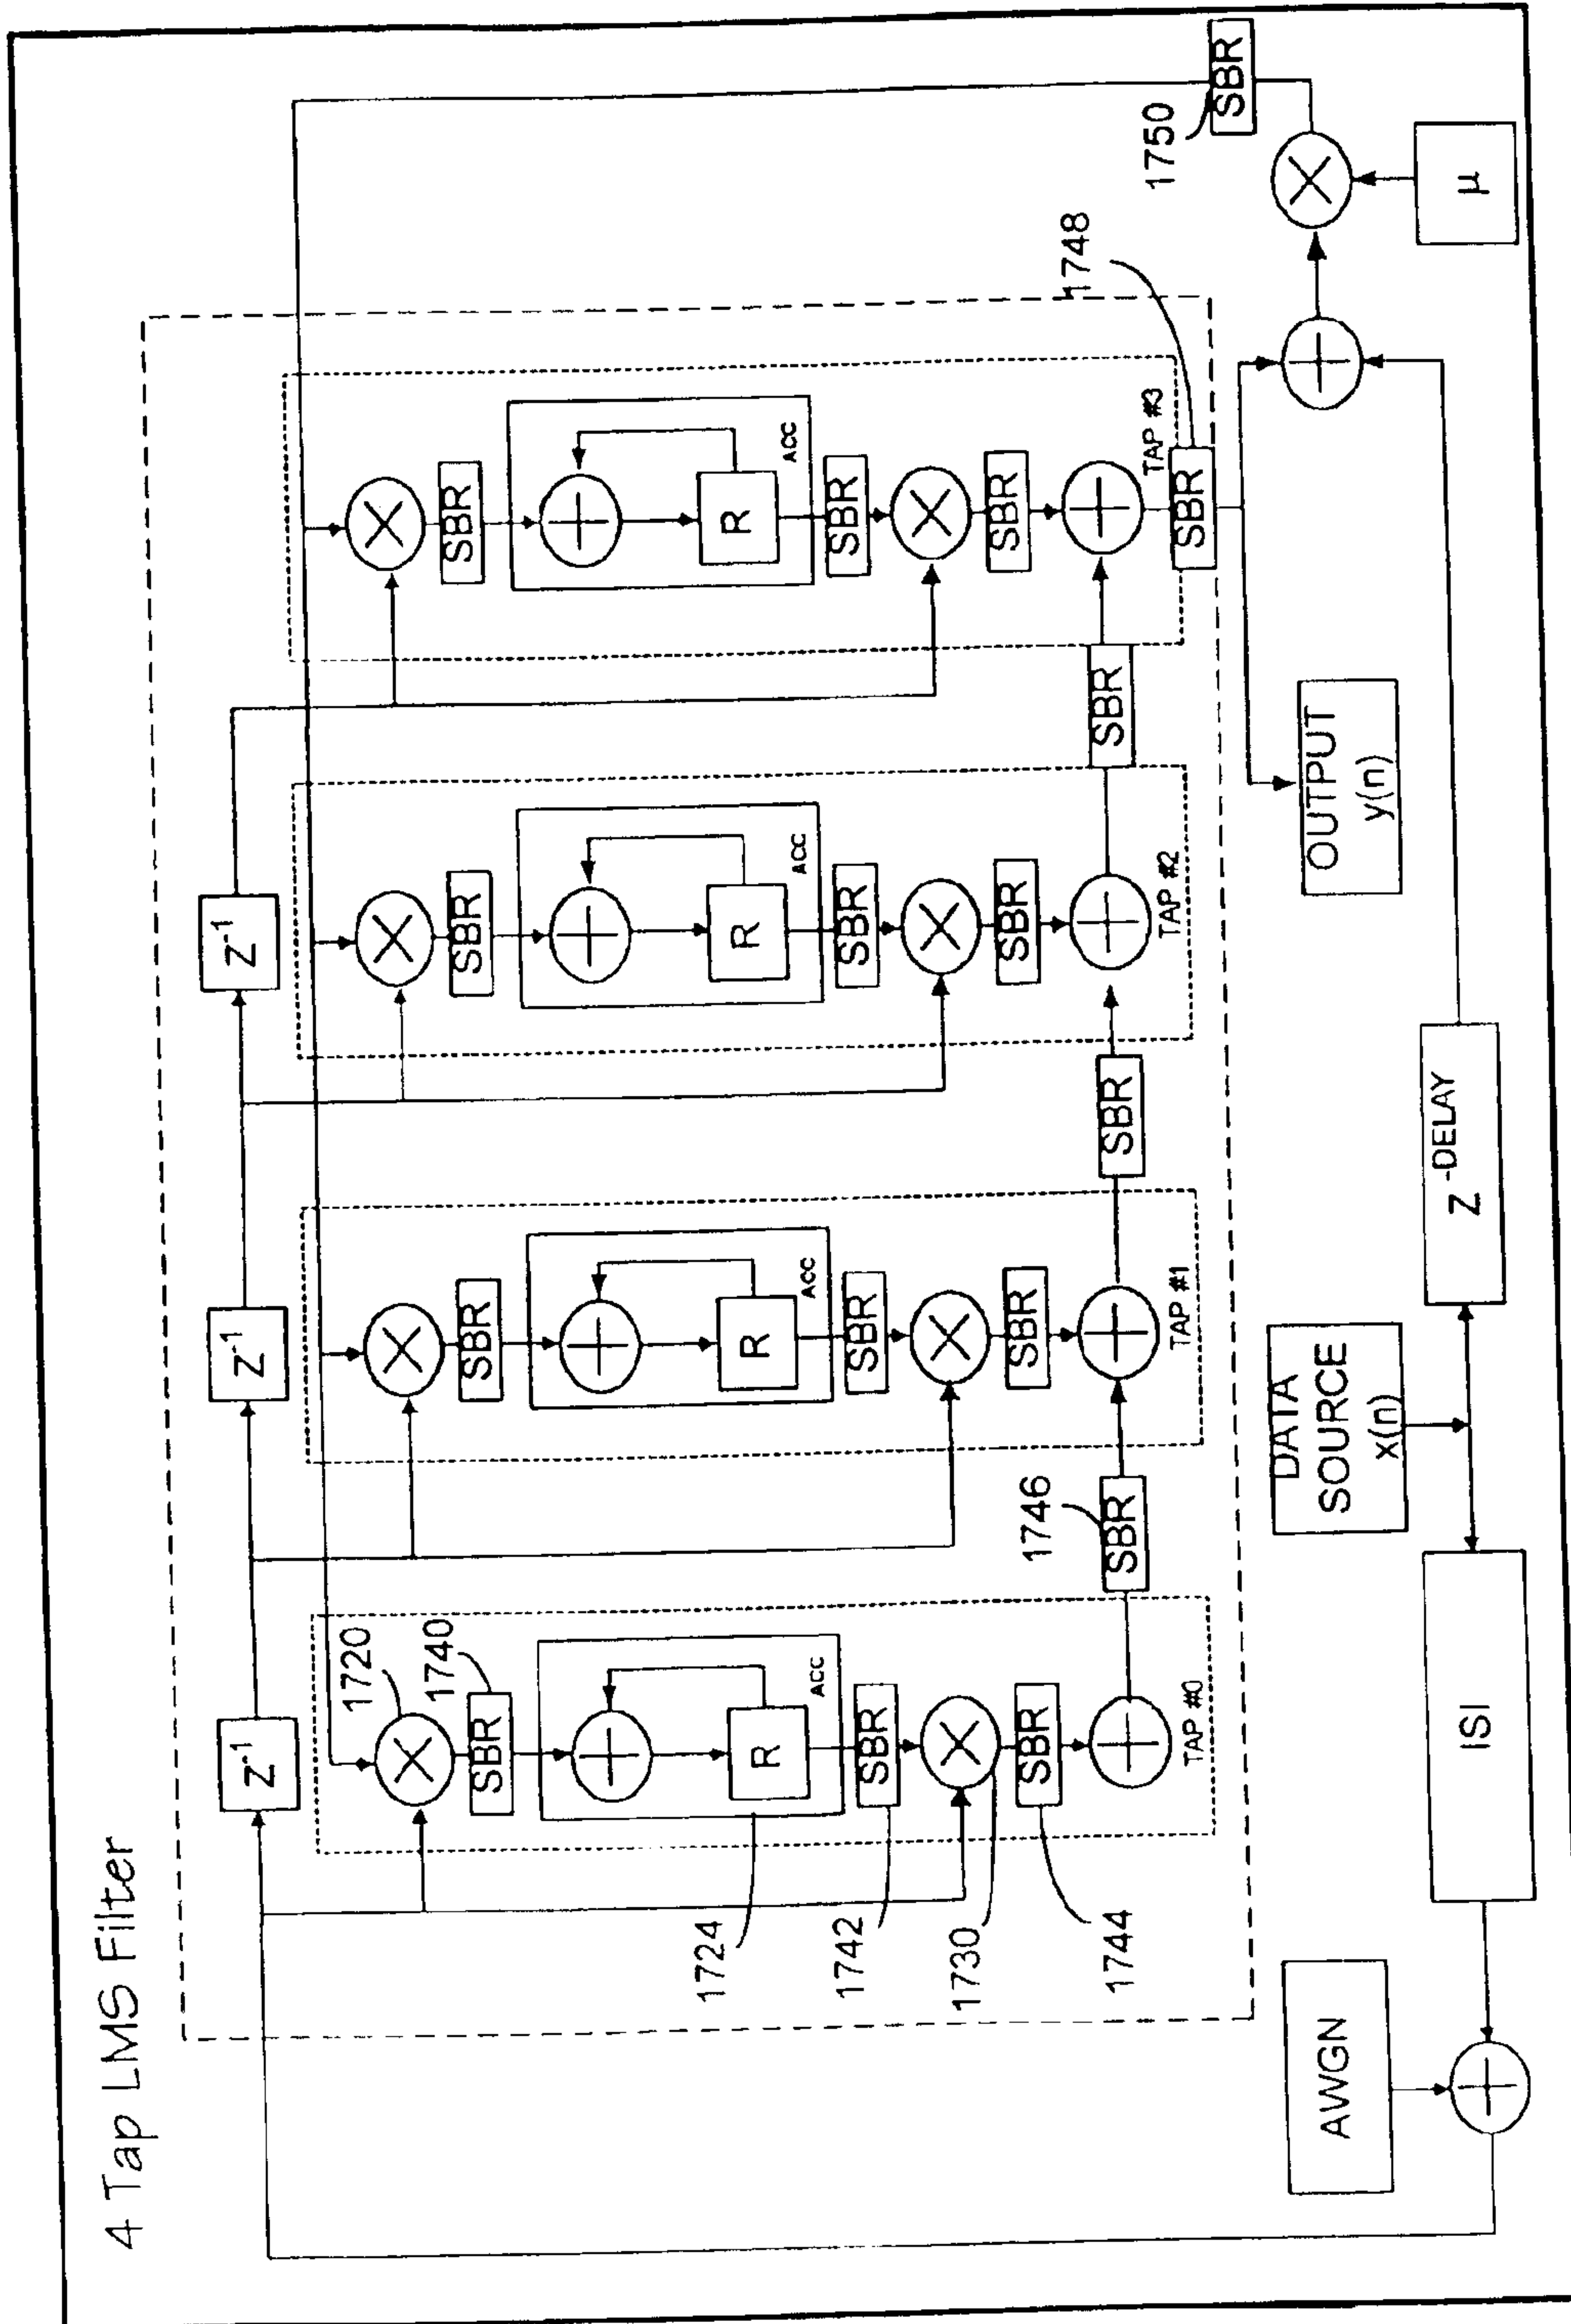 4 Tap LMS Filter
Z-1
Z-1
Z-1
1720
1740
SBR
SBR
SBR
SBR
R
R
R
R
ACC
ACC
ACC
ACC
1724
1742
SBR
SBR
SBR
SBR
1730
SBR
SBR
SBR
SBR
1744
1746
SBR
SBR
SBR
TAP #0
TAP #1
TAP #2
TAP #3
SBR
1748
1750
SBR
AWGN
DATA
SOURCE
x(n)
OUTPUT
y(n)
ISI
Z-DELAY
μ